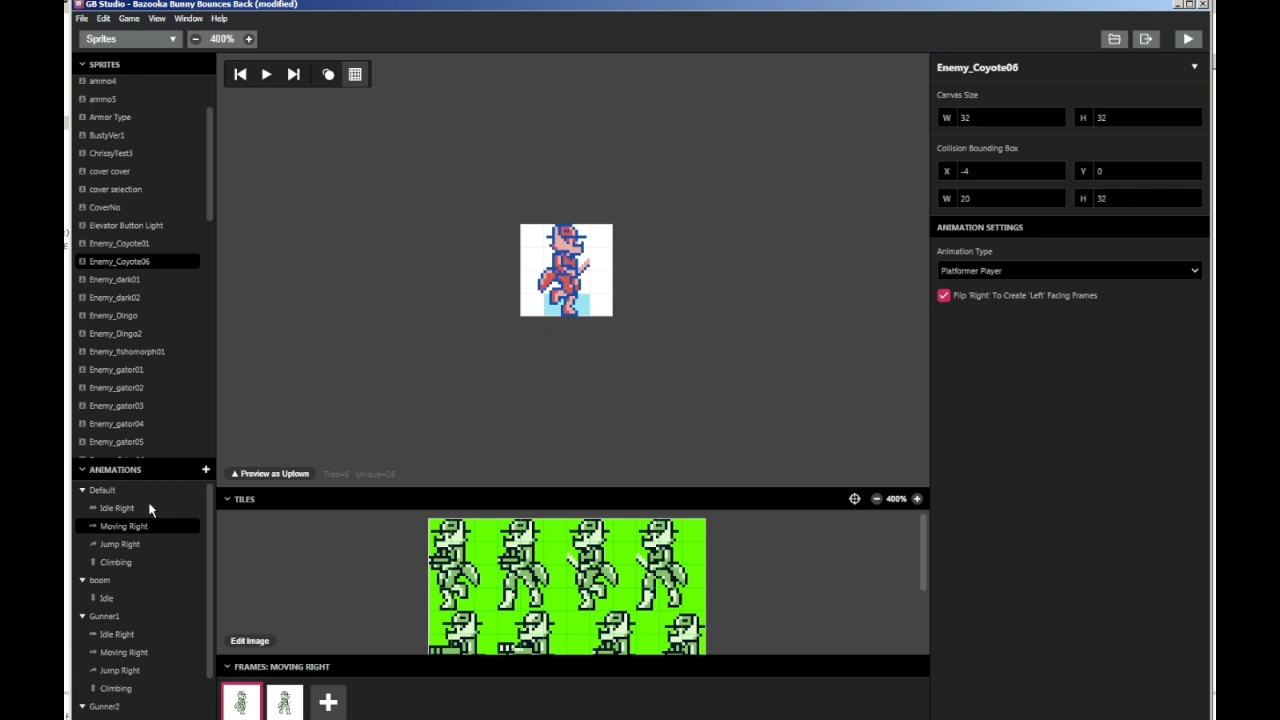 GB Studio - Bazooka Bunny Bounces Back (modified)
File Edit Game View Window Help
Sprites 400%
SPRITES
ammo4
ammo5
Armor Type
BustyVer1
ChrissyTest3
cover cover
cover selection
CoverNo
Elevator Button Light
Enemy_Coyote01
Enemy_Coyote06
Enemy_dark01
Enemy_dark02
Enemy_Dingo
Enemy_Dingo2
Enemy_fishomorph01
Enemy_gator01
Enemy_gator02
Enemy_gator03
Enemy_gator04
Enemy_gator05
ANIMATIONS
Default
Idle Right
Moving Right
Jump Right
Climbing
boom
Idle
Gunner1
Idle Right
Moving Right
Jump Right
Climbing
Gunner2
Preview as Uptown Tiles=6 Unique=28
TILES 400%
Edit Image
FRAMES: MOVING RIGHT
Enemy_Coyote06
Canvas Size
W 32 H 32
Collision Bounding Box
X -4 Y 0
W 20 H 32
ANIMATION SETTINGS
Animation Type
Platformer Player
Flip 'Right' To Create 'Left' Facing Frames